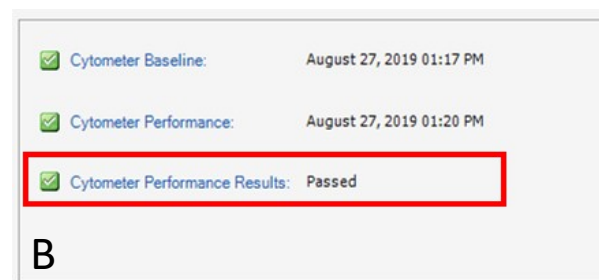 Cytometer Baseline: August 27, 2019 01:17 PM
Cytometer Performance: August 27, 2019 01:20 PM
Cytometer Performance Results: Passed
B